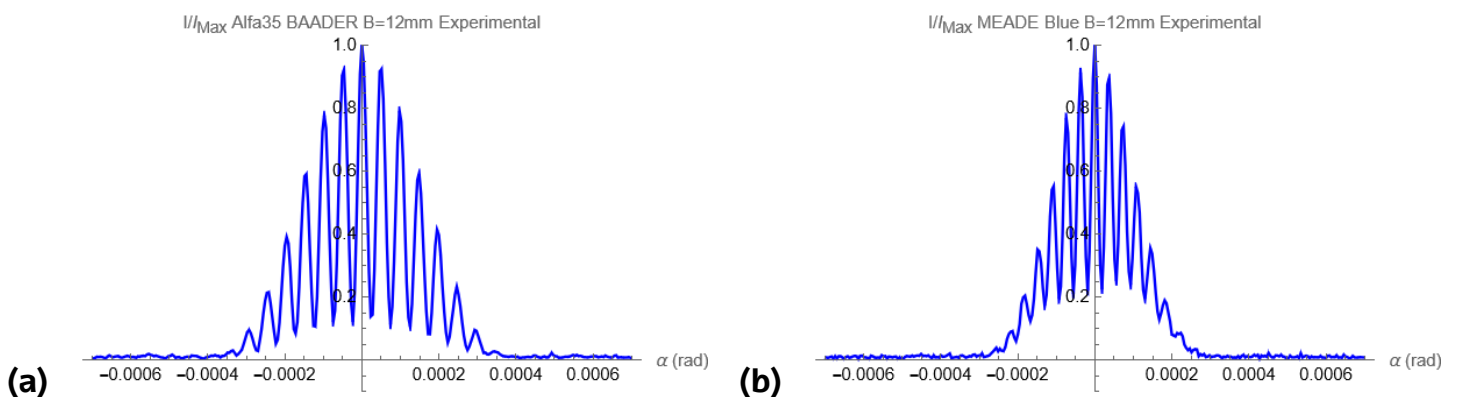 I/I_Max Alfa35 BAADER B=12mm Experimental
1.0
0.8
0.6
0.4
0.2
−0.0006 −0.0004 −0.0002 0.0002 0.0004 0.0006
α (rad)
(a)
I/I_Max MEADE Blue B=12mm Experimental
1.0
0.8
0.6
0.4
0.2
−0.0006 −0.0004 −0.0002 0.0002 0.0004 0.0006
α (rad)
(b)